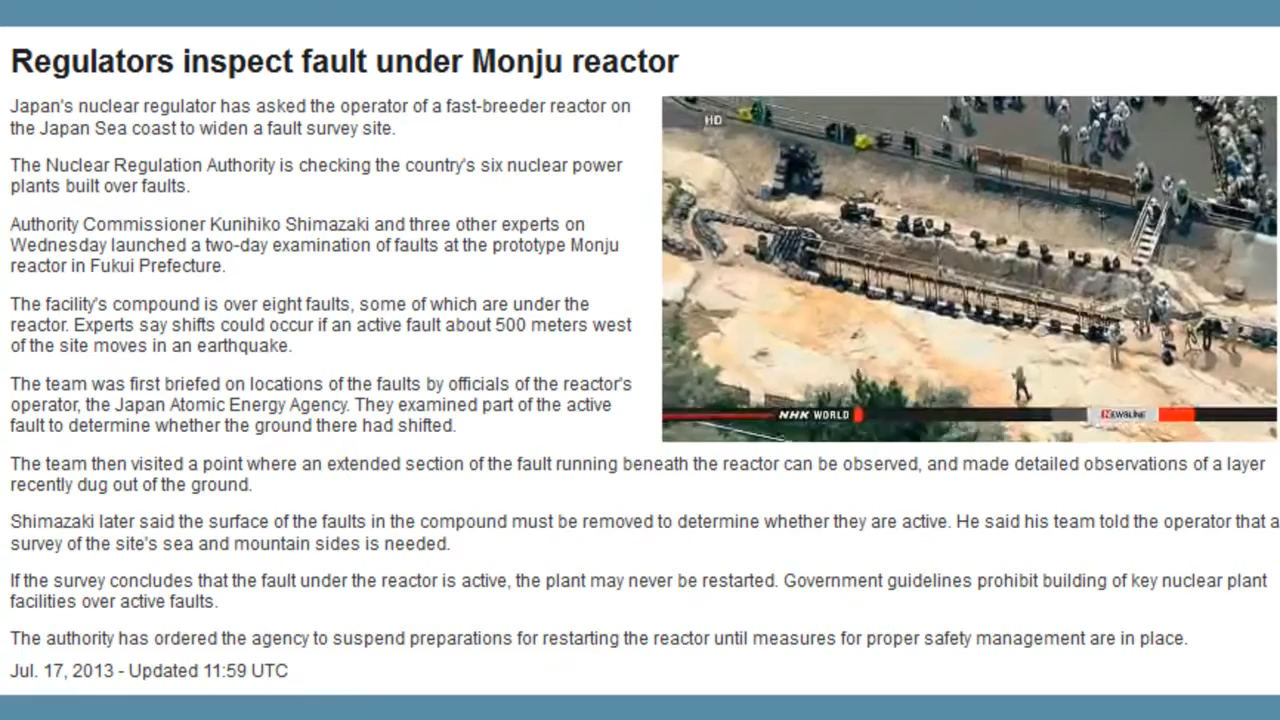 Regulators inspect fault under Monju reactor
Japan's nuclear regulator has asked the operator of a fast-breeder reactor on
the Japan Sea coast to widen a fault survey site.
The Nuclear Regulation Authority is checking the country's six nuclear power
plants built over faults.
Authority Commissioner Kunihiko Shimazaki and three other experts on
Wednesday launched a two-day examination of faults at the prototype Monju
reactor in Fukui Prefecture.
The facility's compound is over eight faults, some of which are under the
reactor. Experts say shifts could occur if an active fault about 500 meters west
of the site moves in an earthquake.
The team was first briefed on locations of the faults by officials of the reactor's
operator, the Japan Atomic Energy Agency. They examined part of the active
fault to determine whether the ground there had shifted.
HD
NHK WORLD
NEWSLINE
The team then visited a point where an extended section of the fault running beneath the reactor can be observed, and made detailed observations of a layer
recently dug out of the ground.
Shimazaki later said the surface of the faults in the compound must be removed to determine whether they are active. He said his team told the operator that a
survey of the site's sea and mountain sides is needed.
If the survey concludes that the fault under the reactor is active, the plant may never be restarted. Government guidelines prohibit building of key nuclear plant
facilities over active faults.
The authority has ordered the agency to suspend preparations for restarting the reactor until measures for proper safety management are in place.
Jul. 17, 2013 - Updated 11:59 UTC